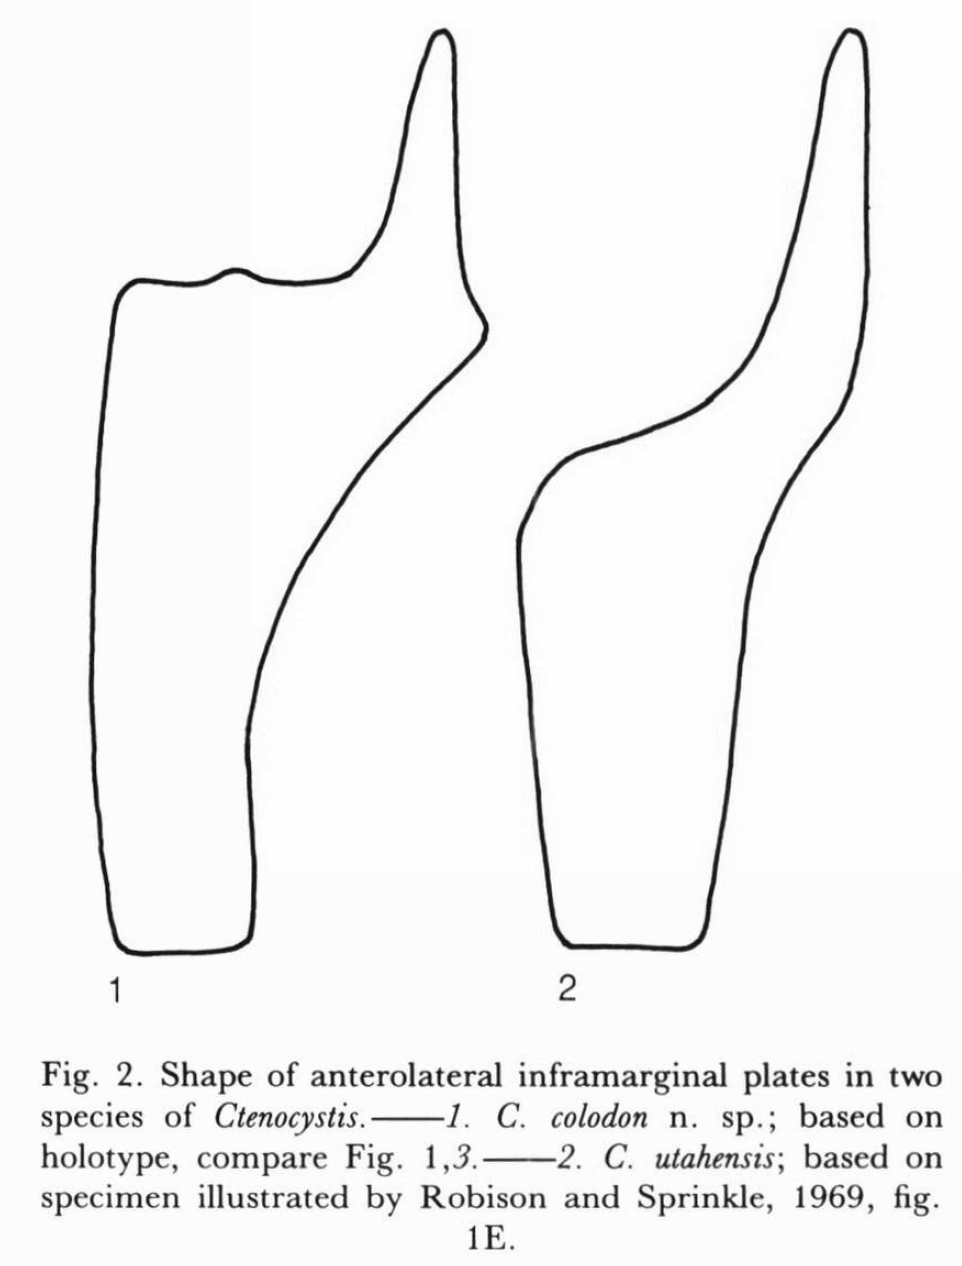 1 2
Fig. 2. Shape of anterolateral inframarginal plates in two
species of Ctenocystis.——1. C. colodon n. sp.; based on
holotype, compare Fig. 1,3.——2. C. utahensis; based on
specimen illustrated by Robison and Sprinkle, 1969, fig.
1E.